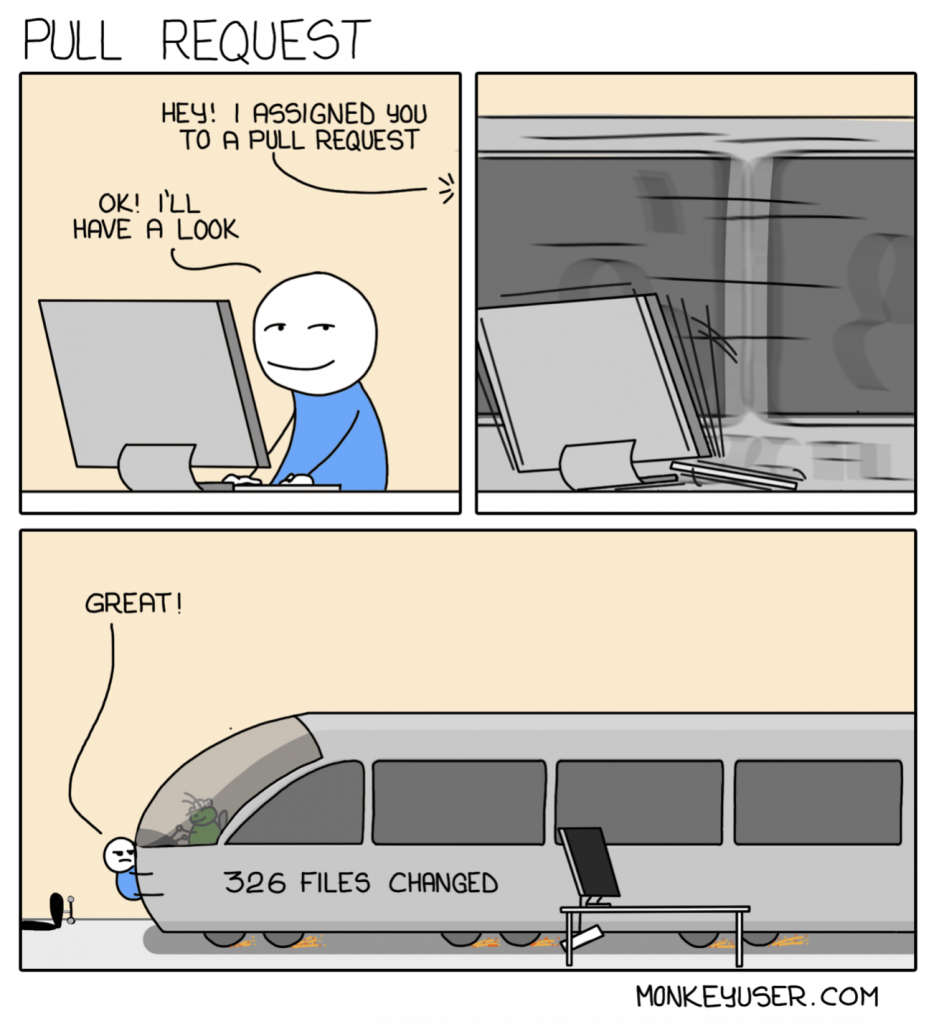 PULL REQUEST
HEY! I ASSIGNED YOU
TO A PULL REQUEST
OK! I'LL
HAVE A LOOK
GREAT!
326 FILES CHANGED
MONKEYUSER.COM